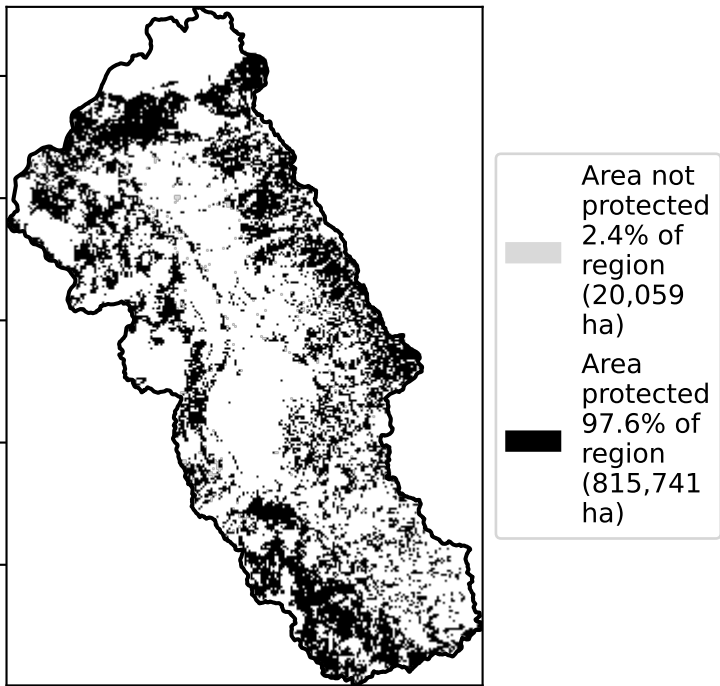 Area not
protected
2.4% of
region
(20,059
ha)
Area
protected
97.6% of
region
(815,741
ha)